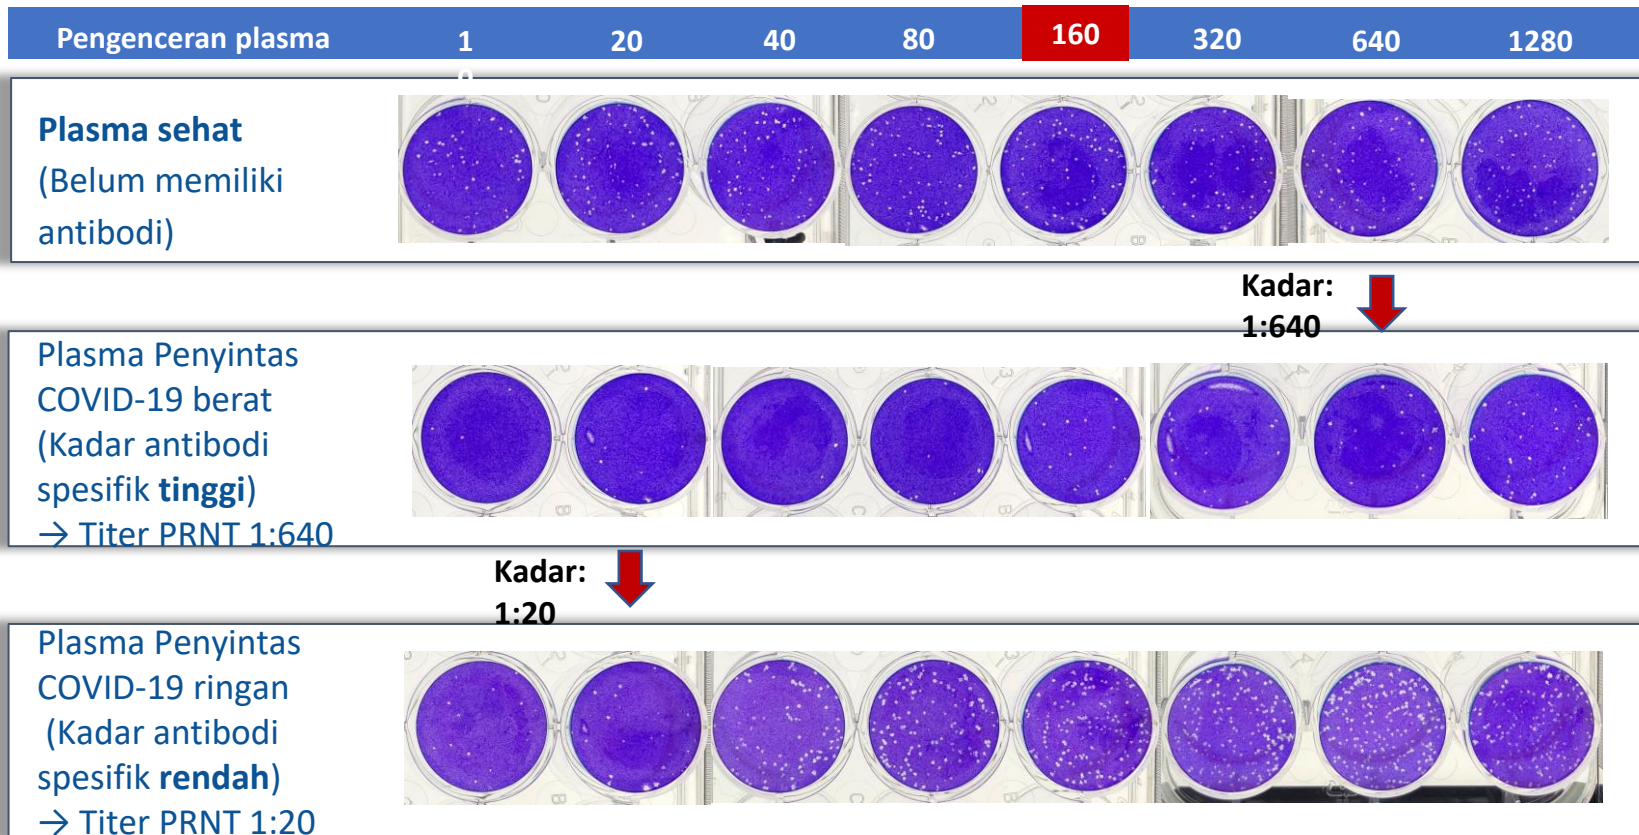 Pengenceran plasma 10 20 40 80 160 320 640 1280
Plasma sehat
(Belum memiliki
antibodi)
Kadar:
1:640
Plasma Penyintas
COVID-19 berat
(Kadar antibodi
spesifik tinggi)
→ Titer PRNT 1:640
Kadar:
1:20
Plasma Penyintas
COVID-19 ringan
(Kadar antibodi
spesifik rendah)
→ Titer PRNT 1:20